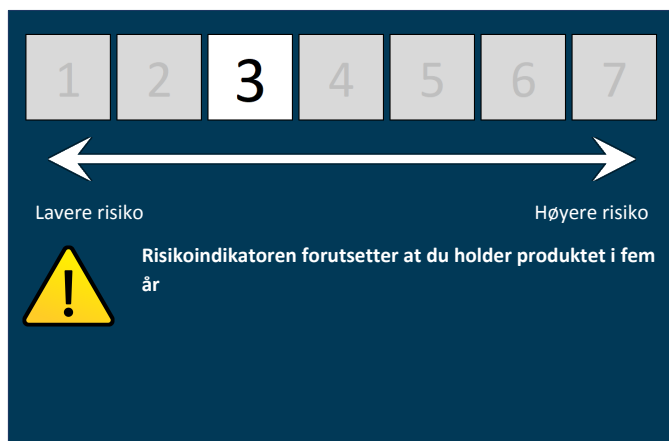 1 2 3 4 5 6 7
Lavere risiko Høyere risiko
Risikoindikatoren forutsetter at du holder produktet i fem
år